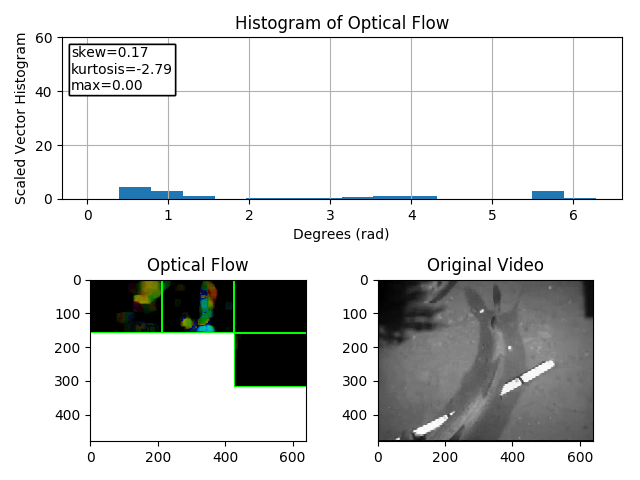 Histogram of Optical Flow
Scaled Vector Histogram
60
40
20
0
skew=0.17
kurtosis=-2.79
max=0.00
0 1 2 3 4 5 6
Degrees (rad)
Optical Flow
0
100
200
300
400
0 200 400 600
Original Video
0
100
200
300
400
0 200 400 600